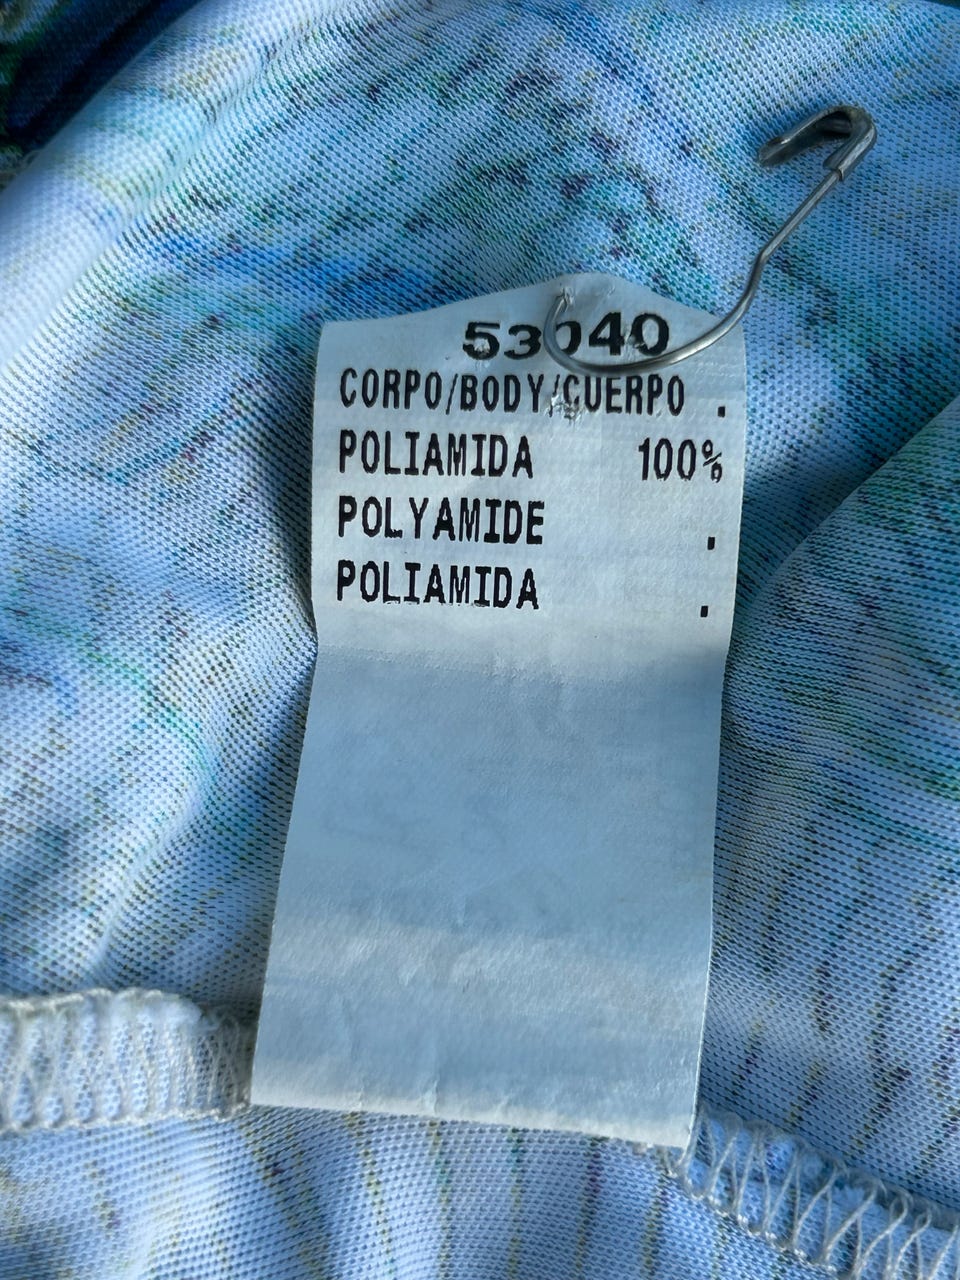 53040
CORPO/BODY/CUERPO .
POLIAMIDA 100%
POLYAMIDE .
POLIAMIDA .